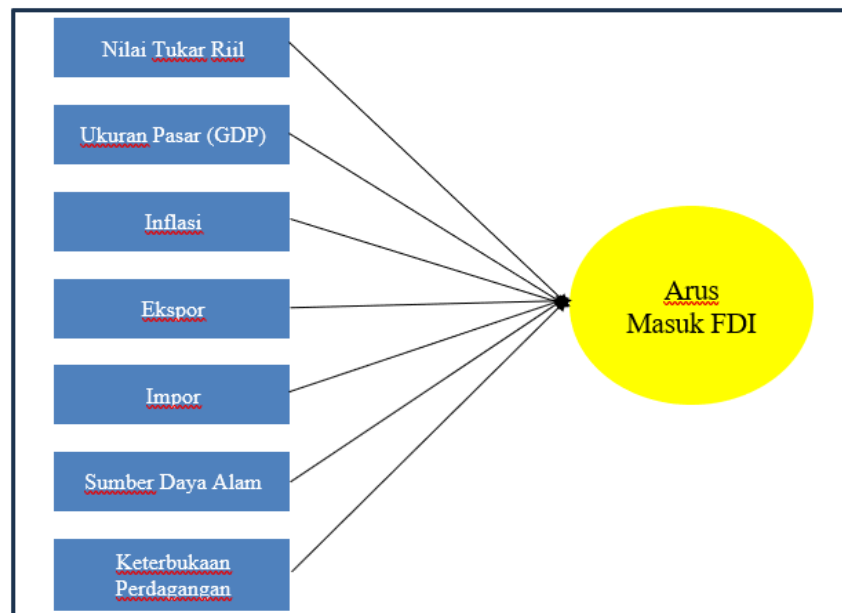 Nilai Tukar Riil
Ukuran Pasar (GDP)
Inflasi
Ekspor
Impor
Sumber Daya Alam
Keterbukaan
Perdagangan
Arus
Masuk FDI